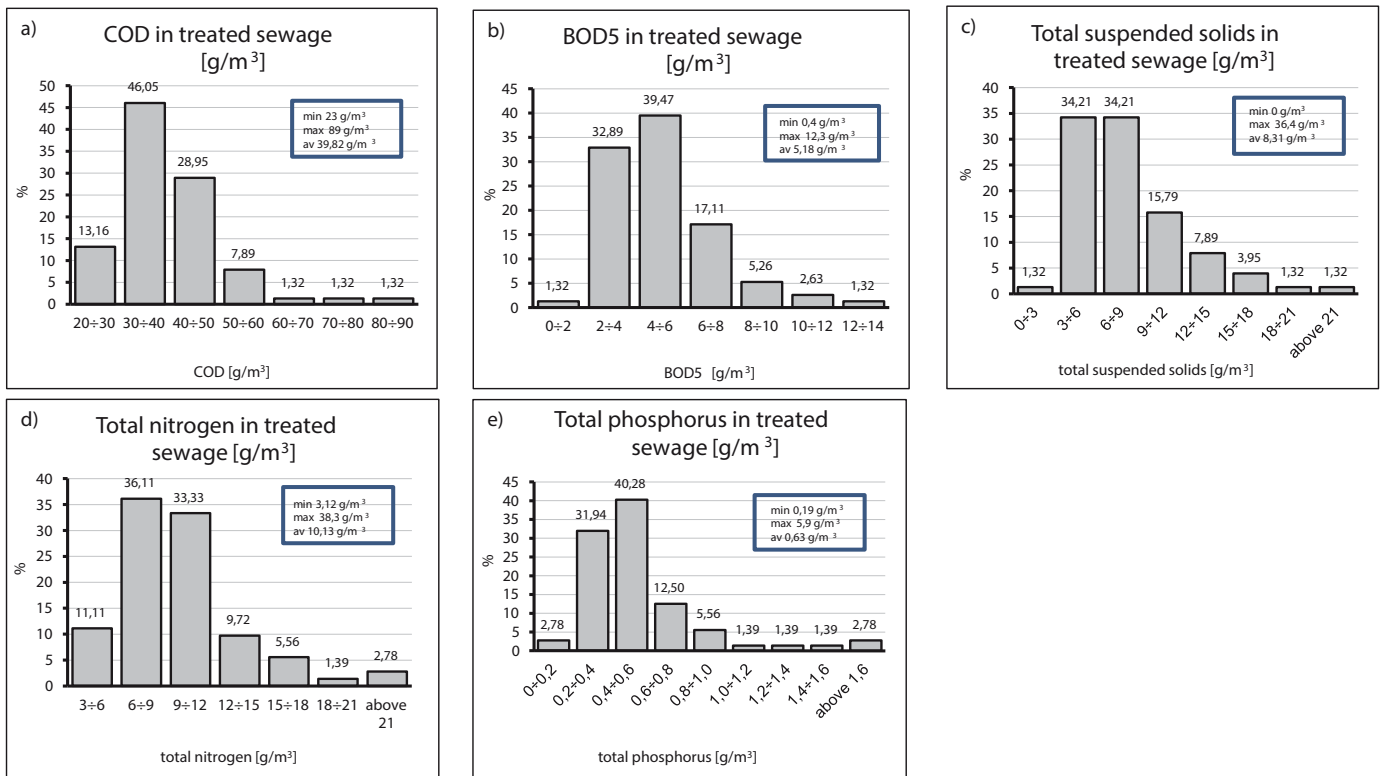 a)
COD in treated sewage
[g/m³]
min 23 g/m³
max 89 g/m³
av 39,82 g/m³
%
50
45
40
35
30
25
20
15
10
5
0
13,16
46,05
28,95
7,89
1,32
1,32
1,32
20÷30 30÷40 40÷50 50÷60 60÷70 70÷80 80÷90
COD [g/m³]
b)
BOD5 in treated sewage
[g/m³]
min 0,4 g/m³
max 12,3 g/m³
av 5,18 g/m³
%
45
40
35
30
25
20
15
10
5
0
1,32
32,89
39,47
17,11
5,26
2,63
1,32
0÷2 2÷4 4÷6 6÷8 8÷10 10÷12 12÷14
BOD5 [g/m³]
c)
Total suspended solids in
treated sewage [g/m³]
min 0 g/m³
max 36,4 g/m³
av 8,31 g/m³
%
40
35
30
25
20
15
10
5
0
1,32
34,21
34,21
15,79
7,89
3,95
1,32
1,32
0÷3 3÷6 6÷9 9÷12 12÷15 15÷18 18÷21 above 21
total suspended solids [g/m³]
d)
Total nitrogen in treated
sewage [g/m³]
min 3,12 g/m³
max 38,3 g/m³
av 10,13 g/m³
%
40
35
30
25
20
15
10
5
0
11,11
36,11
33,33
9,72
5,56
1,39
2,78
3÷6 6÷9 9÷12 12÷15 15÷18 18÷21 above
21
total nitrogen [g/m³]
e)
Total phosphorus in treated
sewage [g/m³]
min 0,19 g/m³
max 5,9 g/m³
av 0,63 g/m³
%
45
40
35
30
25
20
15
10
5
0
2,78
31,94
40,28
12,50
5,56
1,39
1,39
1,39
2,78
0÷0,2 0,2÷0,4 0,4÷0,6 0,6÷0,8 0,8÷1,0 1,0÷1,2 1,2÷1,4 1,4÷1,6 above 1,6
total phosphorus [g/m³]